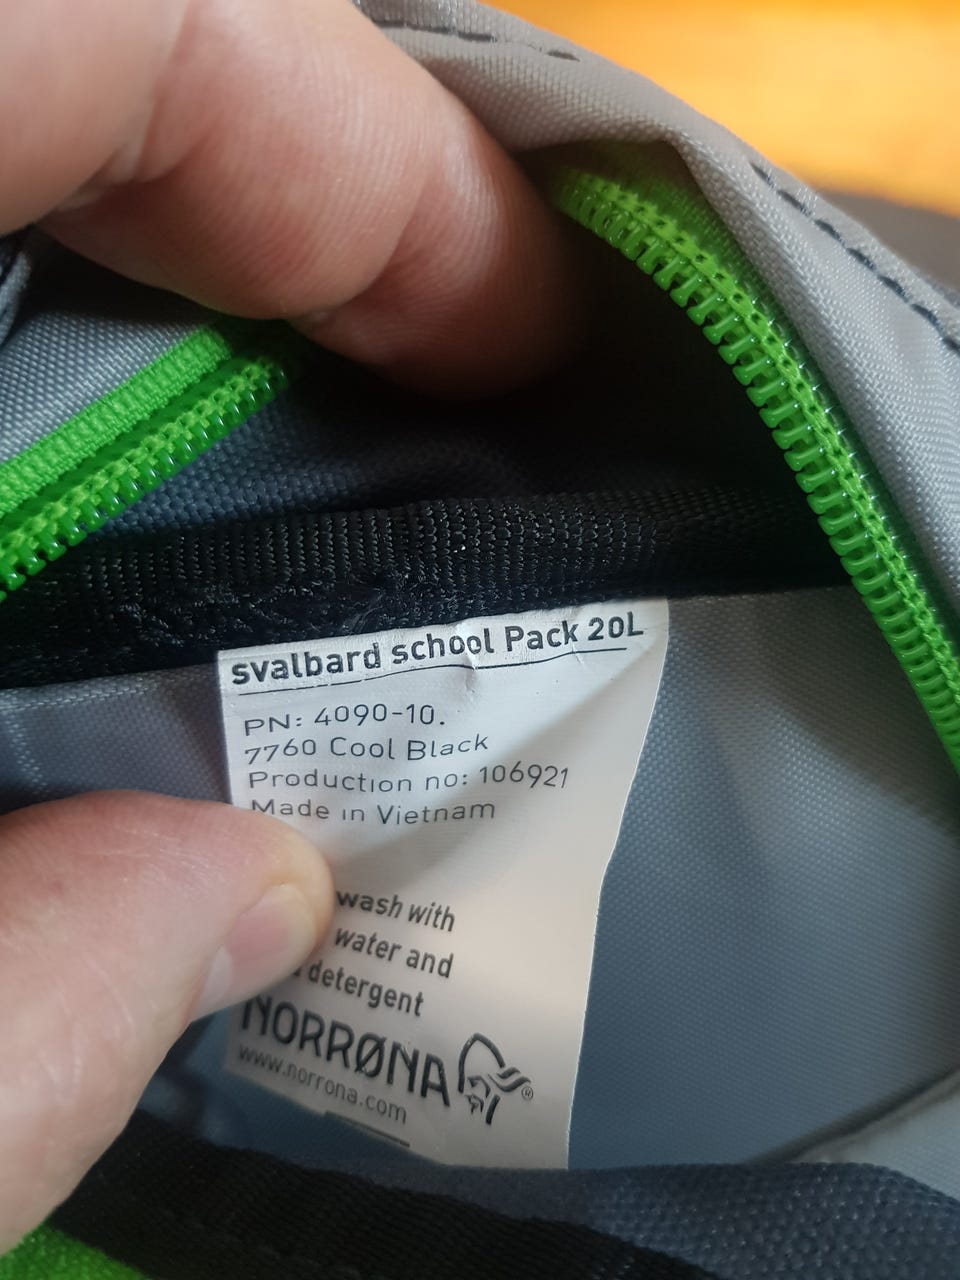 svalbard school Pack 20L
PN: 4090-10.
7760 Cool Black
Production no: 106921
Made in Vietnam
wash with
water and
detergent
NORRØNA ®
www.norrona.com